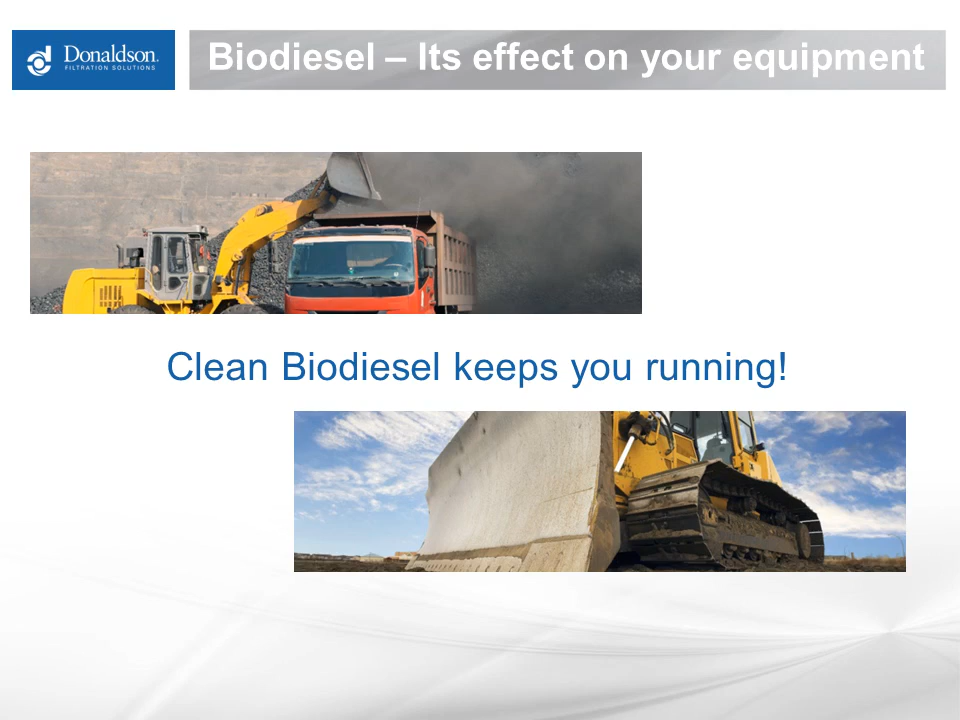 Donaldson.
FILTRATION SOLUTIONS
Biodiesel – Its effect on your equipment
Clean Biodiesel keeps you running!